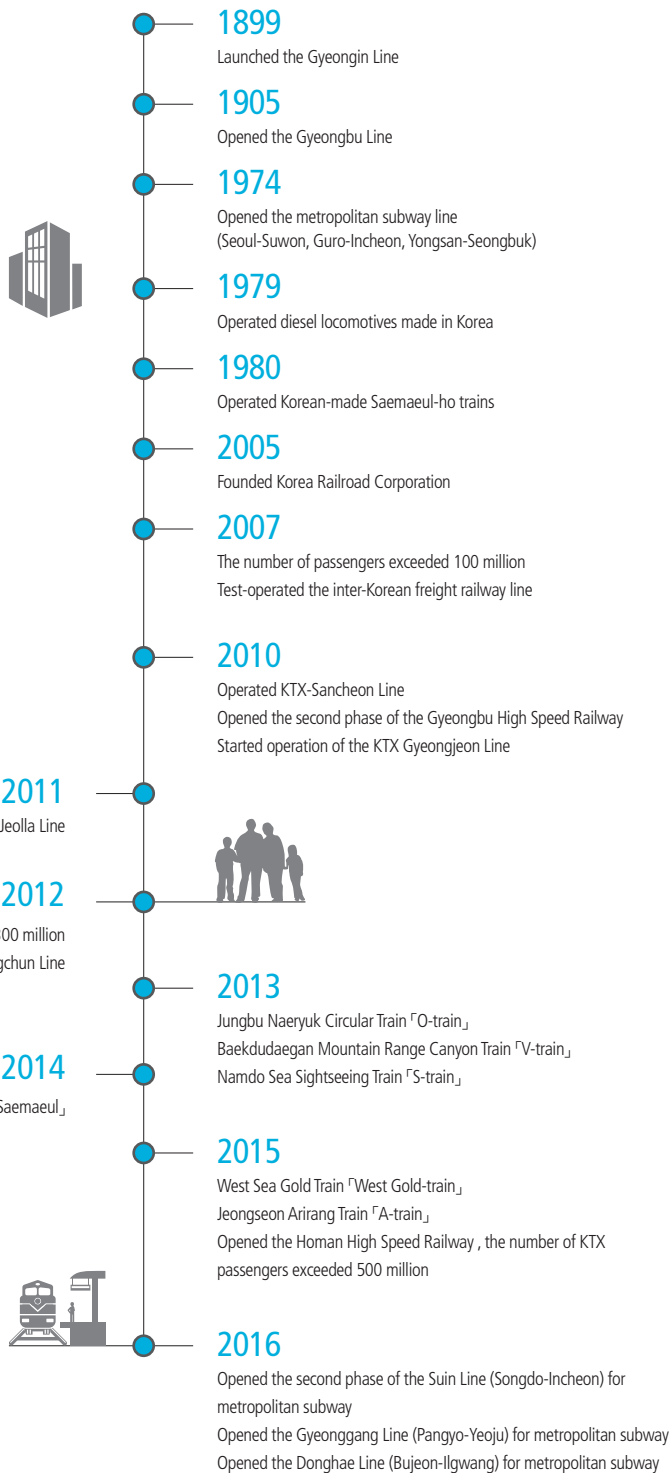 1899
Launched the Gyeongin Line
1905
Opened the Gyeongbu Line
1974
Opened the metropolitan subway line
(Seoul-Suwon, Guro-Incheon, Yongsan-Seongbuk)
1979
Operated diesel locomotives made in Korea
1980
Operated Korean-made Saemaeul-ho trains
2005
Founded Korea Railroad Corporation
2007
The number of passengers exceeded 100 million
Test-operated the inter-Korean freight railway line
2010
Operated KTX-Sancheon Line
Opened the second phase of the Gyeongbu High Speed Railway
Started operation of the KTX Gyeongjeon Line
2011
Jeolla Line
2012
00 million
gchun Line
2013
Jungbu Naeryuk Circular Train「O-train」
Baekdudaegan Mountain Range Canyon Train「V-train」
Namdo Sea Sightseeing Train「S-train」
2014
Saemaeul」
2015
West Sea Gold Train「West Gold-train」
Jeongseon Arirang Train「A-train」
Opened the Homan High Speed Railway , the number of KTX
passengers exceeded 500 million
2016
Opened the second phase of the Suin Line (Songdo-Incheon) for
metropolitan subway
Opened the Gyeonggang Line (Pangyo-Yeoju) for metropolitan subway
Opened the Donghae Line (Bujeon-Ilgwang) for metropolitan subway